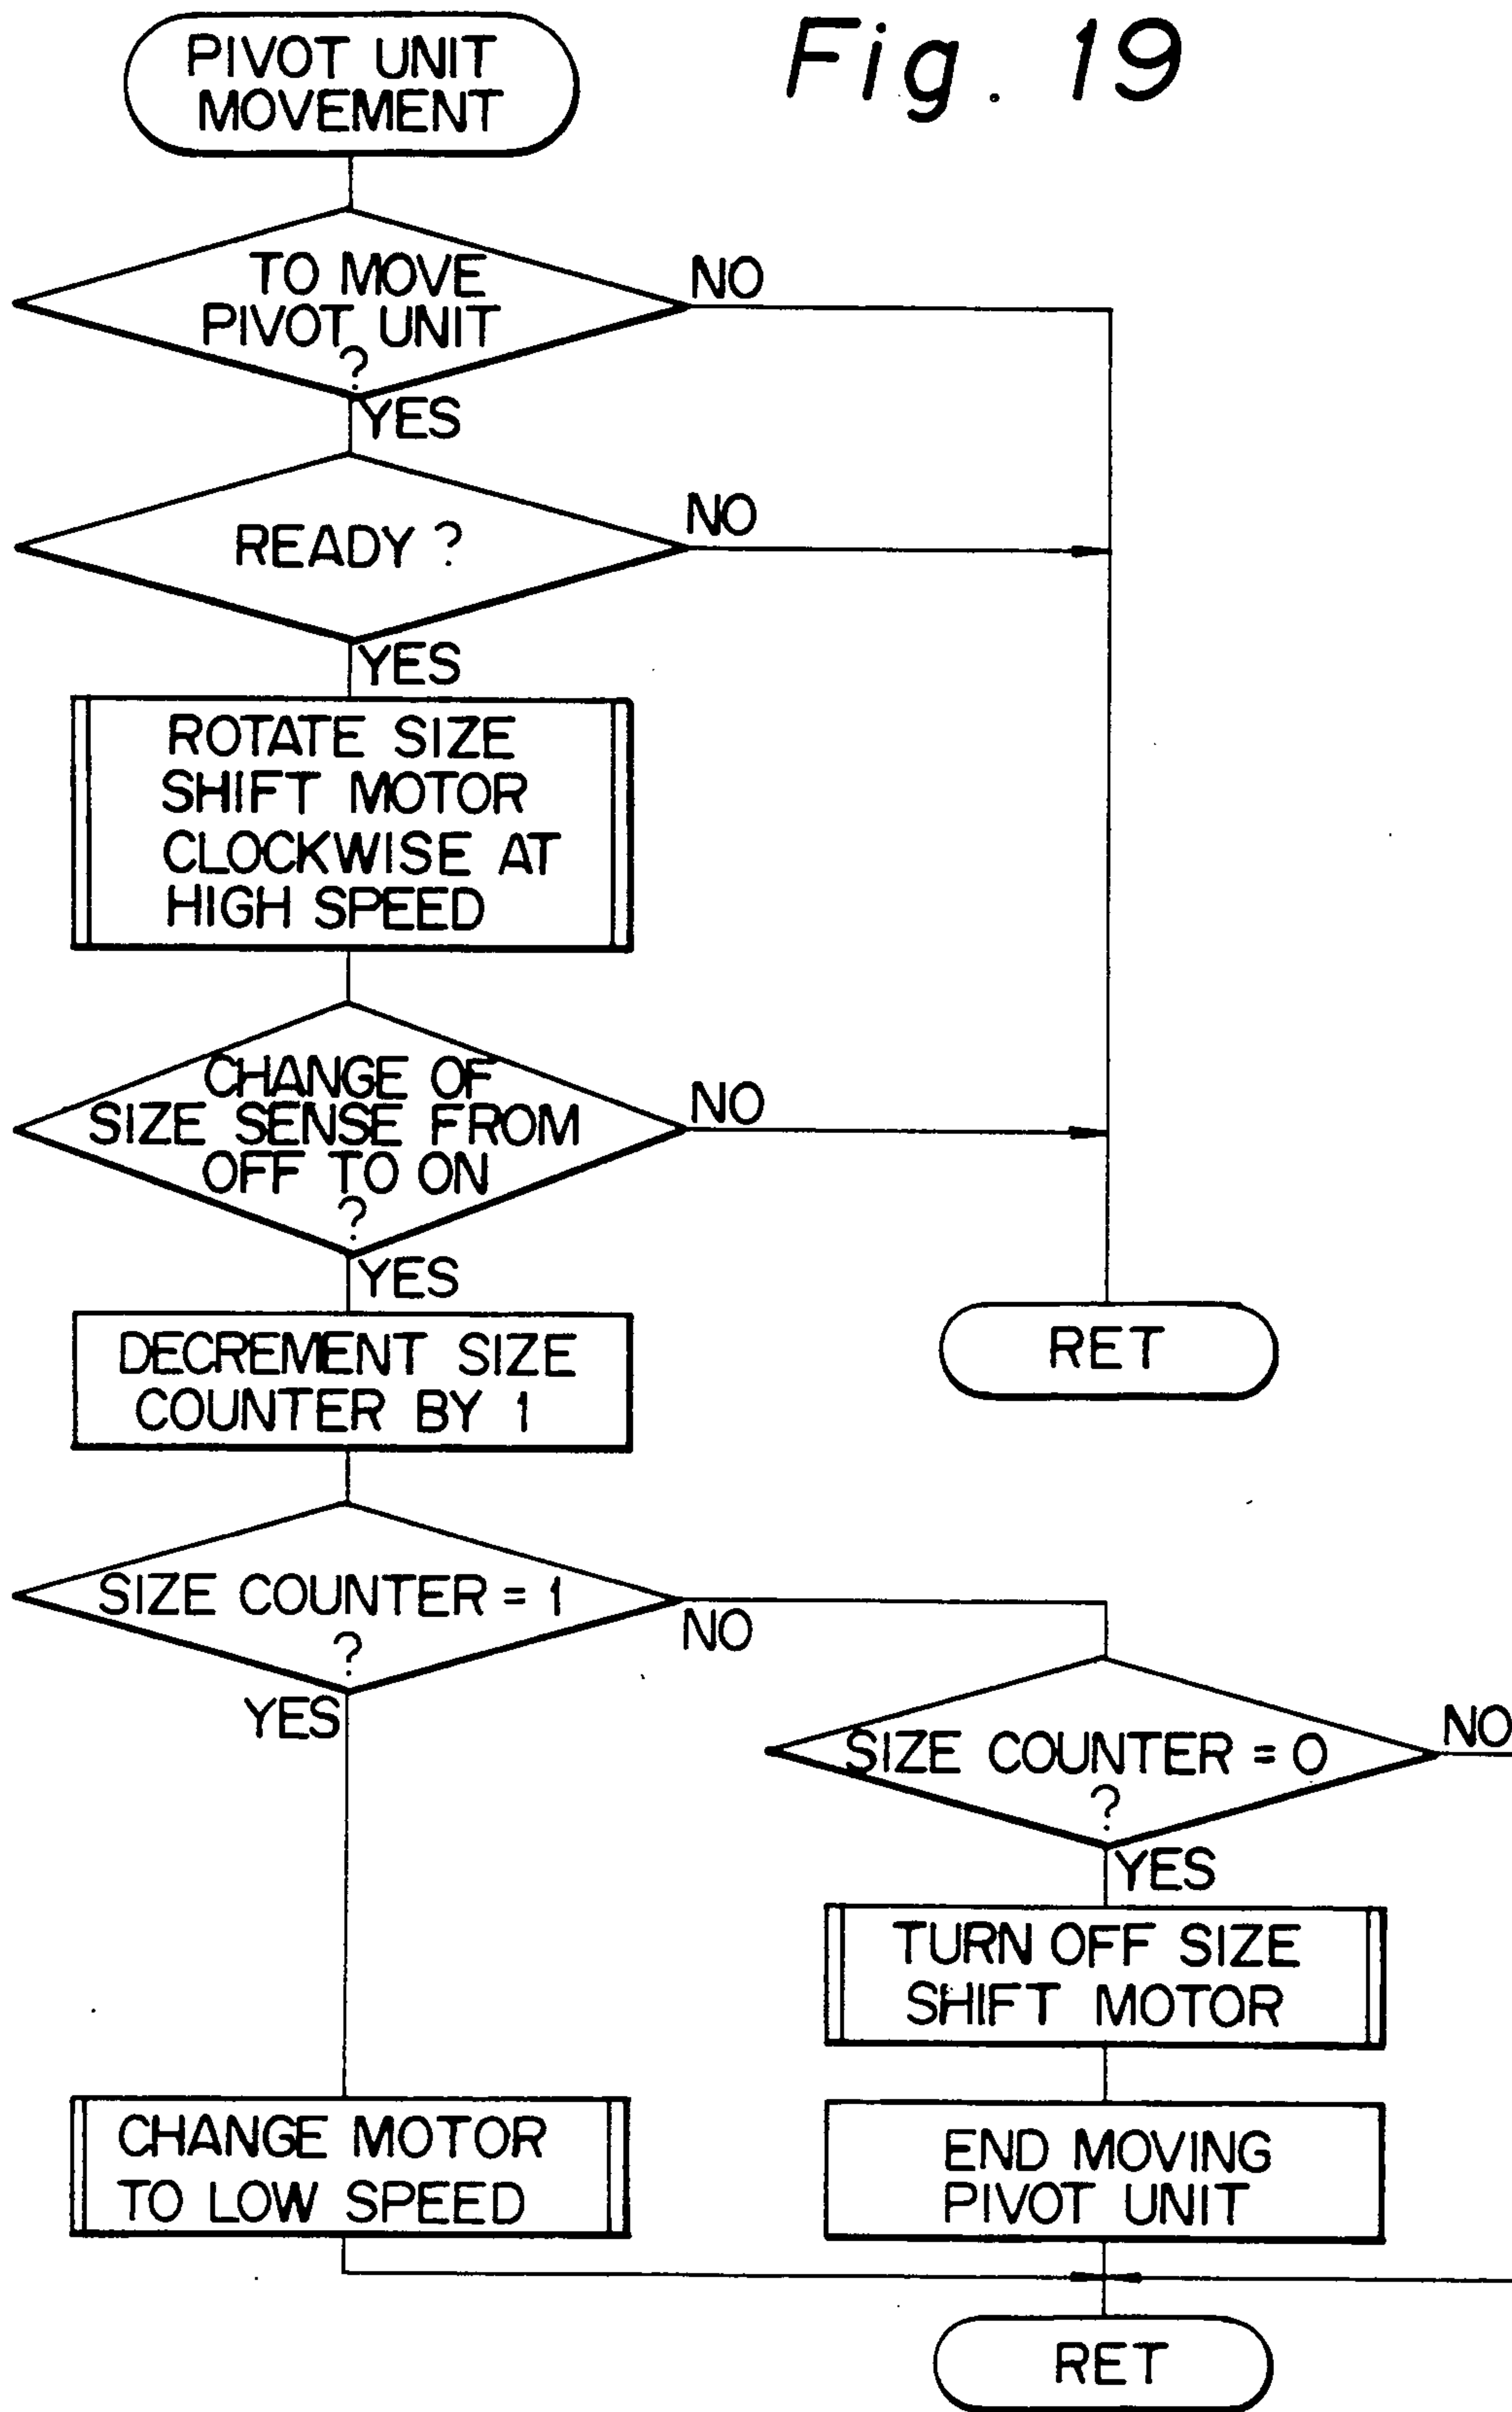 Fig. 19
PIVOT UNIT
MOVEMENT
TO MOVE
PIVOT UNIT
?
NO
YES
READY ?
NO
YES
ROTATE SIZE
SHIFT MOTOR
CLOCKWISE AT
HIGH SPEED
CHANGE OF
SIZE SENSE FROM
OFF TO ON
?
NO
YES
DECREMENT SIZE
COUNTER BY 1
RET
SIZE COUNTER = 1
?
NO
YES
SIZE COUNTER = 0
?
NO
YES
TURN OFF SIZE
SHIFT MOTOR
CHANGE MOTOR
TO LOW SPEED
END MOVING
PIVOT UNIT
RET